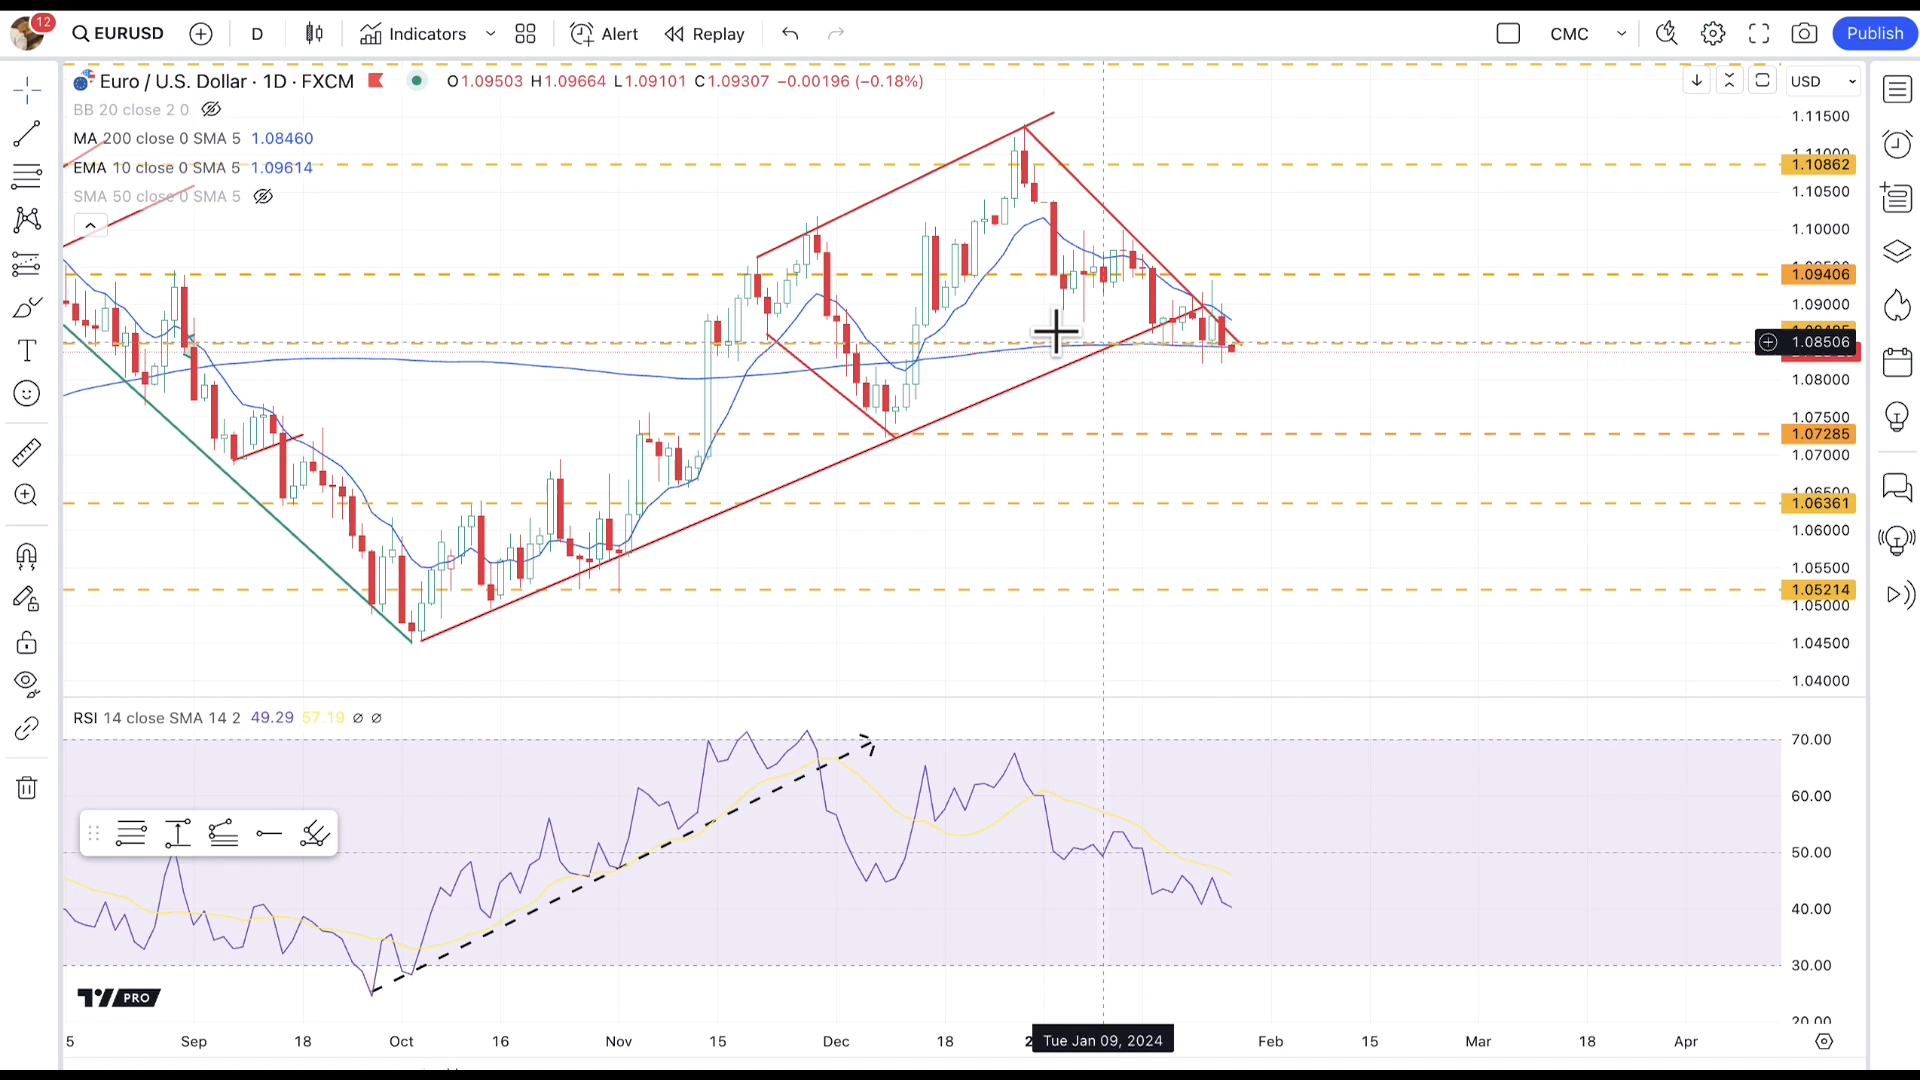 12 EURUSD D Indicators Alert Replay CMC Publish
Euro / U.S. Dollar · 1D · FXCM O1.09503 H1.09664 L1.09101 C1.09307 −0.00196 (−0.18%) USD
BB 20 close 2 0
MA 200 close 0 SMA 5 1.08460
EMA 10 close 0 SMA 5 1.09614
SMA 50 close 0 SMA 5
1.11500
1.10862
1.10500
1.10000
1.09406
1.09000
1.08506
1.08000
1.07500
1.07285
1.07000
1.06361
1.06000
1.05500
1.05214
1.05000
1.04500
1.04000
RSI 14 close SMA 14 2 49.29 57.19 ∅ ∅
70.00
60.00
50.00
40.00
30.00
20.00
PRO
5 Sep 18 Oct 16 Nov 15 Dec 18 Tue Jan 09, 2024 Feb 15 Mar 18 Apr